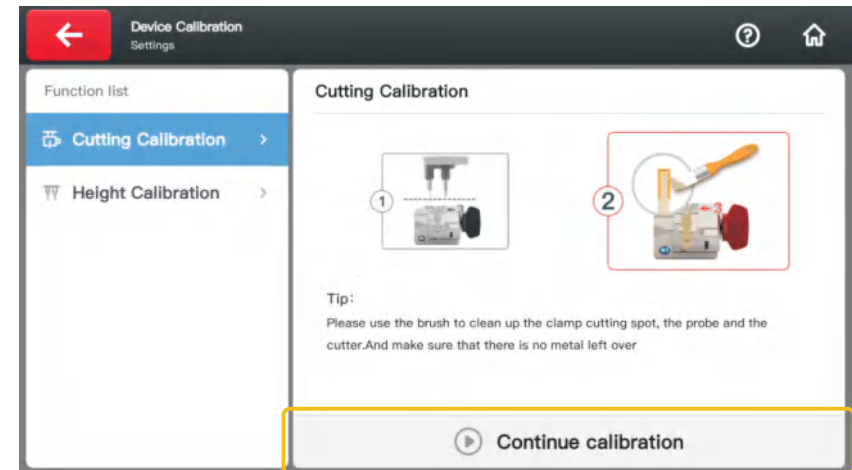 Device Calibration
Settings
Function list
Cutting Calibration
Height Calibration
Cutting Calibration
1
3
2
3
Tip:
Please use the brush to clean up the clamp cutting spot, the probe and the
cutter.And make sure that there is no metal left over
Continue calibration